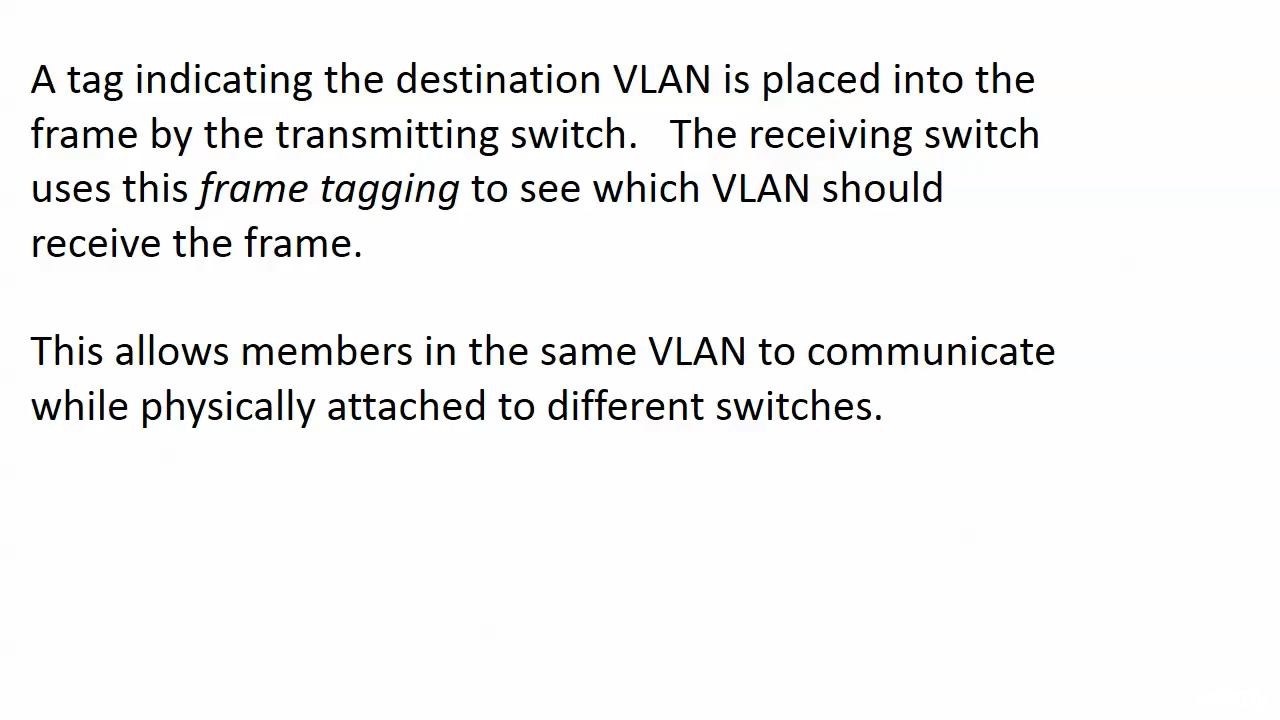 A tag indicating the destination VLAN is placed into the
frame by the transmitting switch.   The receiving switch
uses this frame tagging to see which VLAN should
receive the frame.
This allows members in the same VLAN to communicate
while physically attached to different switches.